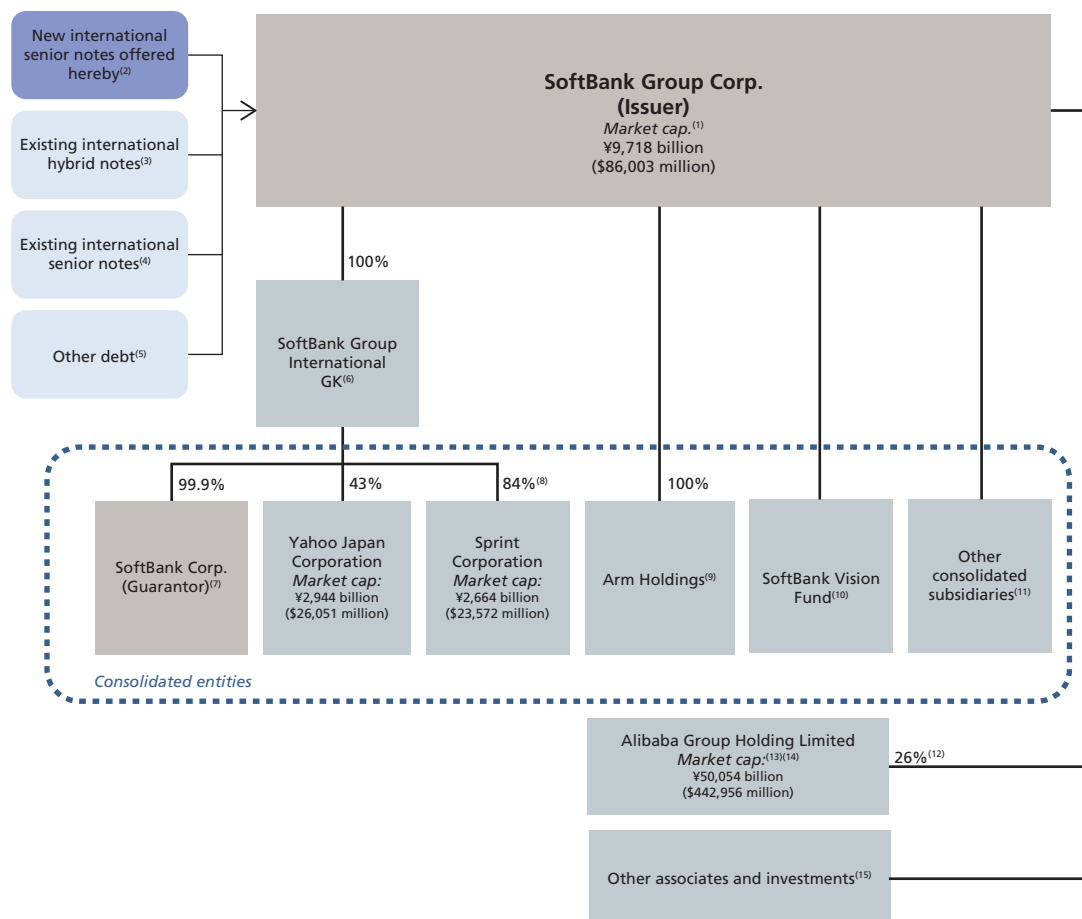 New international
senior notes offered
hereby(2)
Existing international
hybrid notes(3)
Existing international
senior notes(4)
Other debt(5)
SoftBank Group Corp.
(Issuer)
Market cap.(1)
¥9,718 billion
($86,003 million)
100%
SoftBank Group
International
GK(6)
99.9%
43%
84%(8)
100%
SoftBank Corp.
(Guarantor)(7)
Yahoo Japan
Corporation
Market cap:
¥2,944 billion
($26,051 million)
Sprint
Corporation
Market cap:
¥2,664 billion
($23,572 million)
Arm Holdings(9)
SoftBank Vision
Fund(10)
Other
consolidated
subsidiaries(11)
Consolidated entities
Alibaba Group Holding Limited
Market cap:(13)(14)
¥50,054 billion
($442,956 million)
26%(12)
Other associates and investments(15)